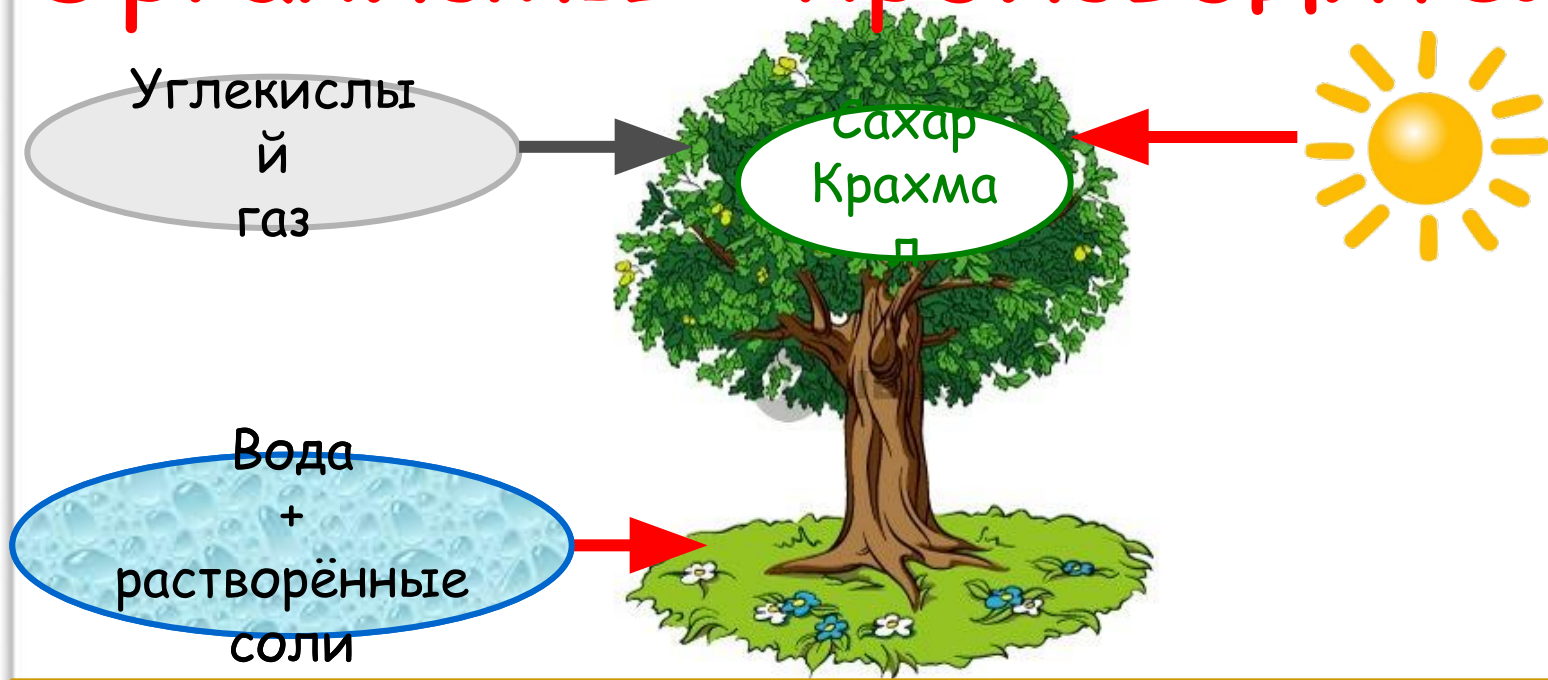 Углекислы
й
газ
Сахар
Крахма
л
Вода
+
растворённые
соли